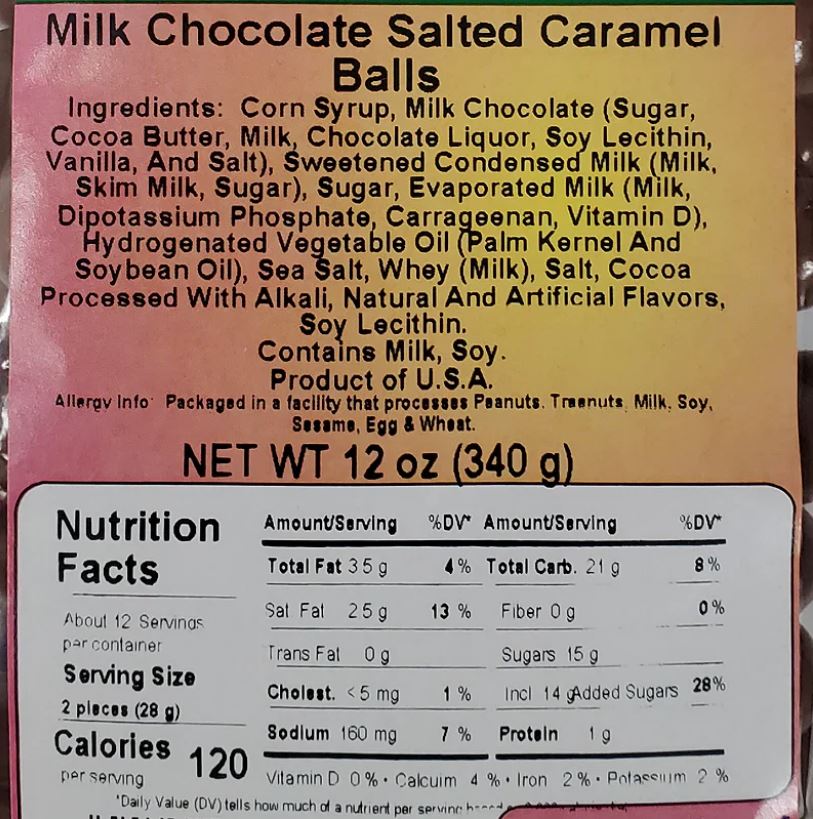 Milk Chocolate Salted Caramel
Balls
Ingredients: Corn Syrup, Milk Chocolate (Sugar,
Cocoa Butter, Milk, Chocolate Liquor, Soy Lecithin,
Vanilla, And Salt), Sweetened Condensed Milk (Milk,
Skim Milk, Sugar), Sugar, Evaporated Milk (Milk,
Dipotassium Phosphate, Carrageenan, Vitamin D),
Hydrogenated Vegetable Oil (Palm Kernel And
Soybean Oil), Sea Salt, Whey (Milk), Salt, Cocoa
Processed With Alkali, Natural And Artificial Flavors,
Soy Lecithin.
Contains Milk, Soy.
Product of U.S.A.
Allergy Info: Packaged in a facility that processes Peanuts, Treenuts, Milk, Soy,
Sesame, Egg & Wheat.
NET WT 12 oz (340 g)
Nutrition
Facts
About 12 Servings
per container
Serving Size
2 pieces (28 g)
Calories 120
per serving
Amount/Serving %DV* Amount/Serving %DV*
Total Fat 3.5 g 4% Total Carb. 21 g 8%
Sat Fat 2.5 g 13 % Fiber 0 g 0%
Trans Fat 0 g Sugars 15 g
Cholest. <5 mg 1 % Incl 14 g Added Sugars 28%
Sodium 160 mg 7 % Protein 1 g
Vitamin D 0 % • Calcuim 4 % • Iron 2 % • Potassium 2 %
*Daily Value (DV) tells how much of a nutrient per serving